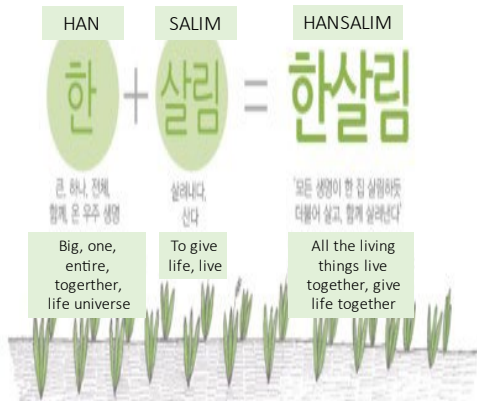 HAN SALIM HANSALIM
한 + 살림 = 한살림
큰, 하나, 전체,
함께, 온 우주 생명
살려내다,
산다
'모든 생명이 한 집 살림하듯
더불어 살고, 함께 살려낸다'
Big, one,
entire,
togerther,
life universe
To give
life, live
All the living
things live
together, give
life together